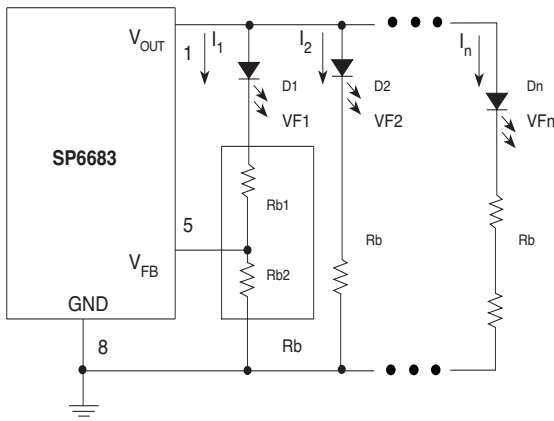 V_OUT
1
I_1
I_2
I_n
D1
VF1
D2
VF2
Dn
VFn
SP6683
Rb1
5
V_FB
Rb2
Rb
Rb
GND
8
Rb